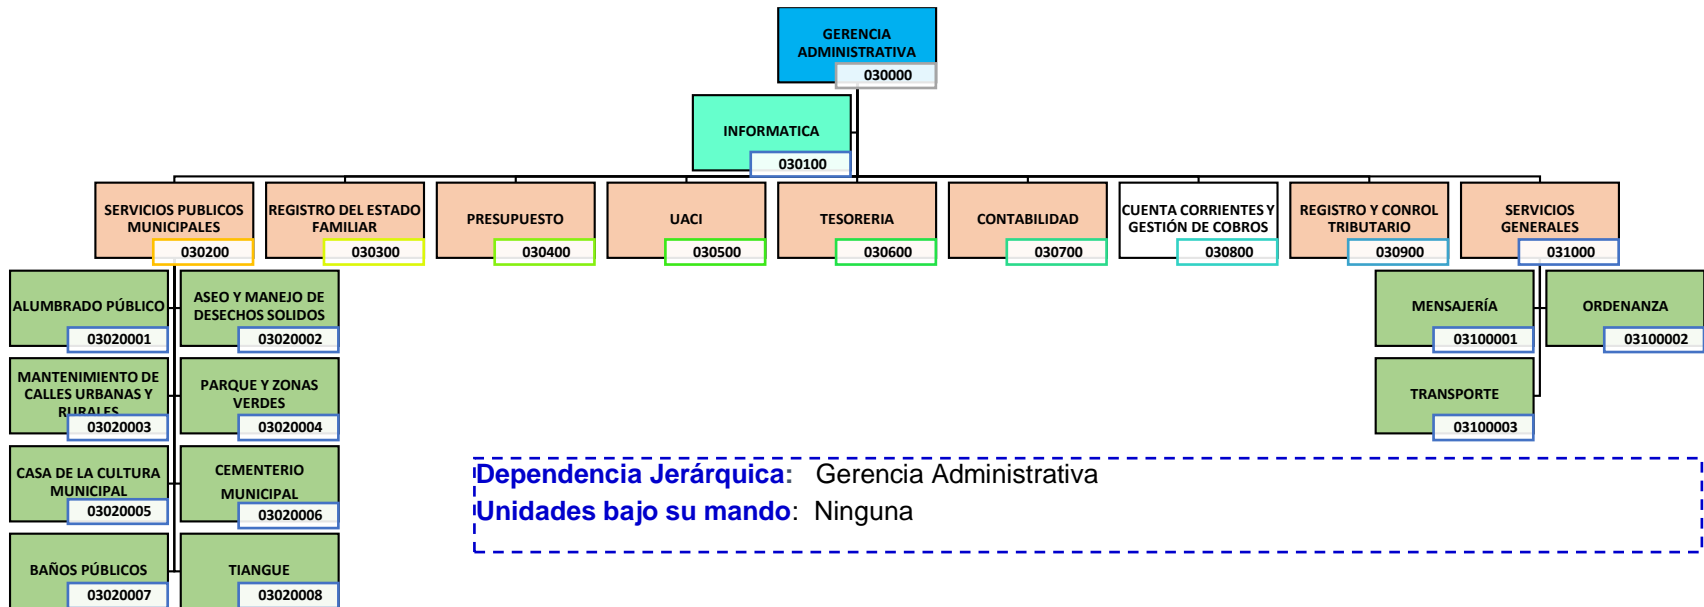 GERENCIA
ADMINISTRATIVA
030000
INFORMATICA
030100
SERVICIOS PUBLICOS
MUNICIPALES
030200
REGISTRO DEL ESTADO
FAMILIAR
030300
PRESUPUESTO
030400
UACI
030500
TESORERIA
030600
CONTABILIDAD
030700
CUENTA CORRIENTES Y
GESTIÓN DE COBROS
030800
REGISTRO Y CONROL
TRIBUTARIO
030900
SERVICIOS
GENERALES
031000
ALUMBRADO PÚBLICO
03020001
ASEO Y MANEJO DE
DESECHOS SOLIDOS
03020002
MANTENIMIENTO DE
CALLES URBANAS Y
RURALES
03020003
PARQUE Y ZONAS
VERDES
03020004
CASA DE LA CULTURA
MUNICIPAL
03020005
CEMENTERIO
MUNICIPAL
03020006
BAÑOS PÚBLICOS
03020007
TIANGUE
03020008
MENSAJERÍA
03100001
ORDENANZA
03100002
TRANSPORTE
03100003
Dependencia Jerárquica: Gerencia Administrativa
Unidades bajo su mando: Ninguna